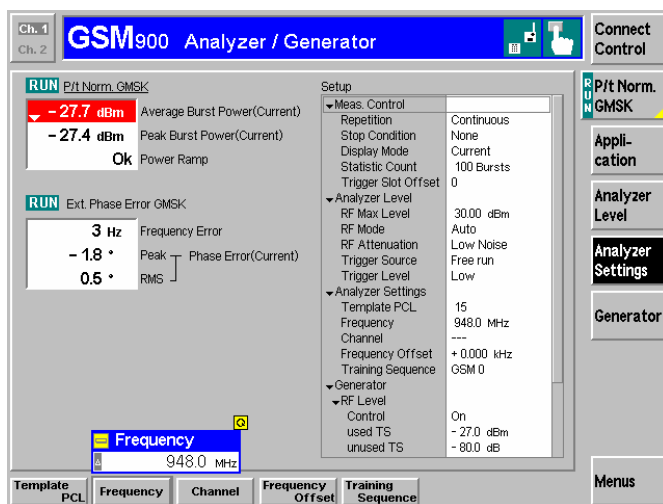 Ch. 1
Ch. 2
GSM900 Analyzer / Generator
Connect Control
RUN P/t Norm. GMSK
- 27.7 dBm Average Burst Power(Current)
- 27.4 dBm Peak Burst Power(Current)
Ok Power Ramp
RUN Ext. Phase Error GMSK
3 Hz Frequency Error
- 1.8 ° Peak Phase Error(Current)
0.5 ° RMS
Setup
Meas. Control
Repetition Continuous
Stop Condition None
Display Mode Current
Statistic Count 100 Bursts
Trigger Slot Offset 0
Analyzer Level
RF Max Level 30.00 dBm
RF Mode Auto
RF Attenuation Low Noise
Trigger Source Free run
Trigger Level Low
Analyzer Settings
Template PCL 15
Frequency 948.0 MHz
Channel ---
Frequency Offset + 0.000 kHz
Training Sequence GSM 0
Generator
RF Level
Control On
used TS - 27.0 dBm
unused TS - 80.0 dB
RUN P/t Norm. GMSK
Appli-
cation
Analyzer
Level
Analyzer
Settings
Generator
Menus
Q
Frequency
948.0 MHz
Template PCL
Frequency
Channel
Frequency Offset
Training Sequence